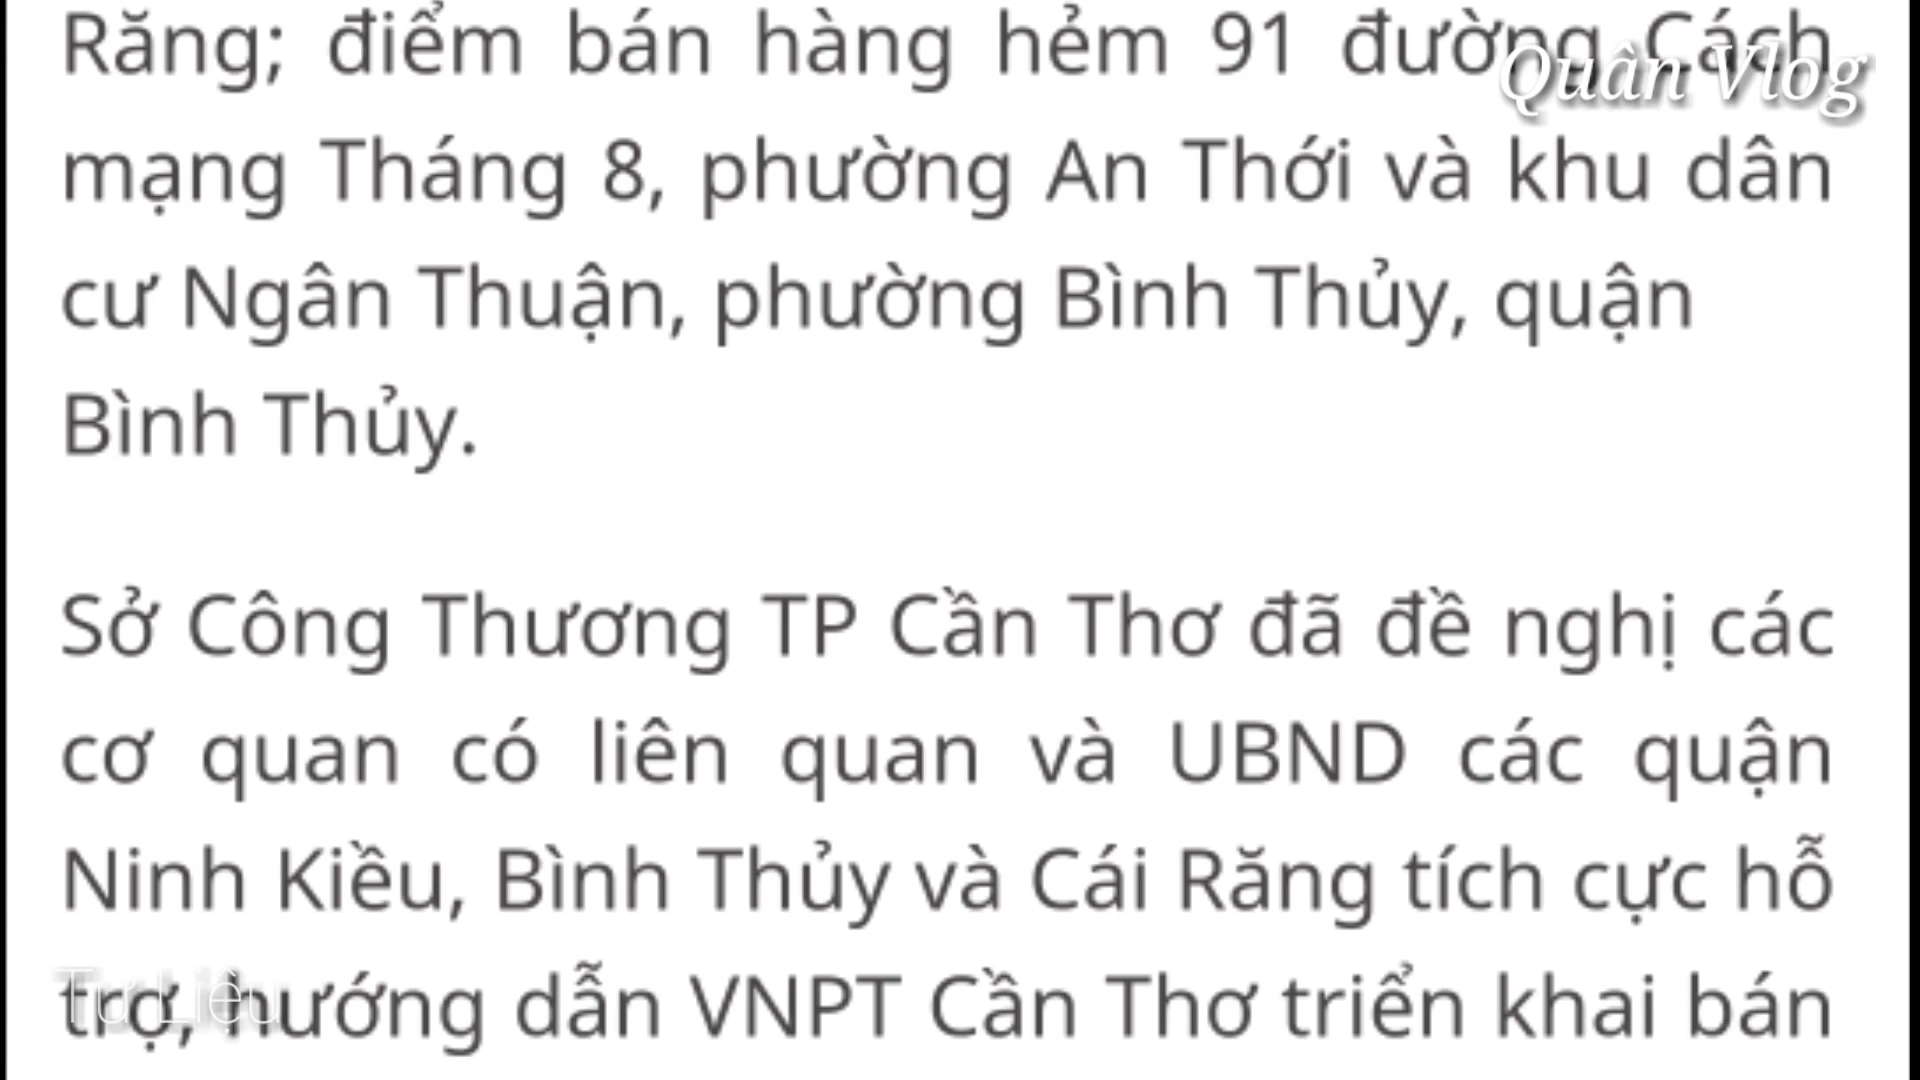 Răng; điểm bán hàng hẻm 91 đường Cách
Quân Vlog
mạng Tháng 8, phường An Thới và khu dân
cư Ngân Thuận, phường Bình Thủy, quận
Bình Thủy.
Sở Công Thương TP Cần Thơ đã đề nghị các
cơ quan có liên quan và UBND các quận
Ninh Kiều, Bình Thủy và Cái Răng tích cực hỗ
trợ, hướng dẫn VNPT Cần Thơ triển khai bán
Tư Liệu